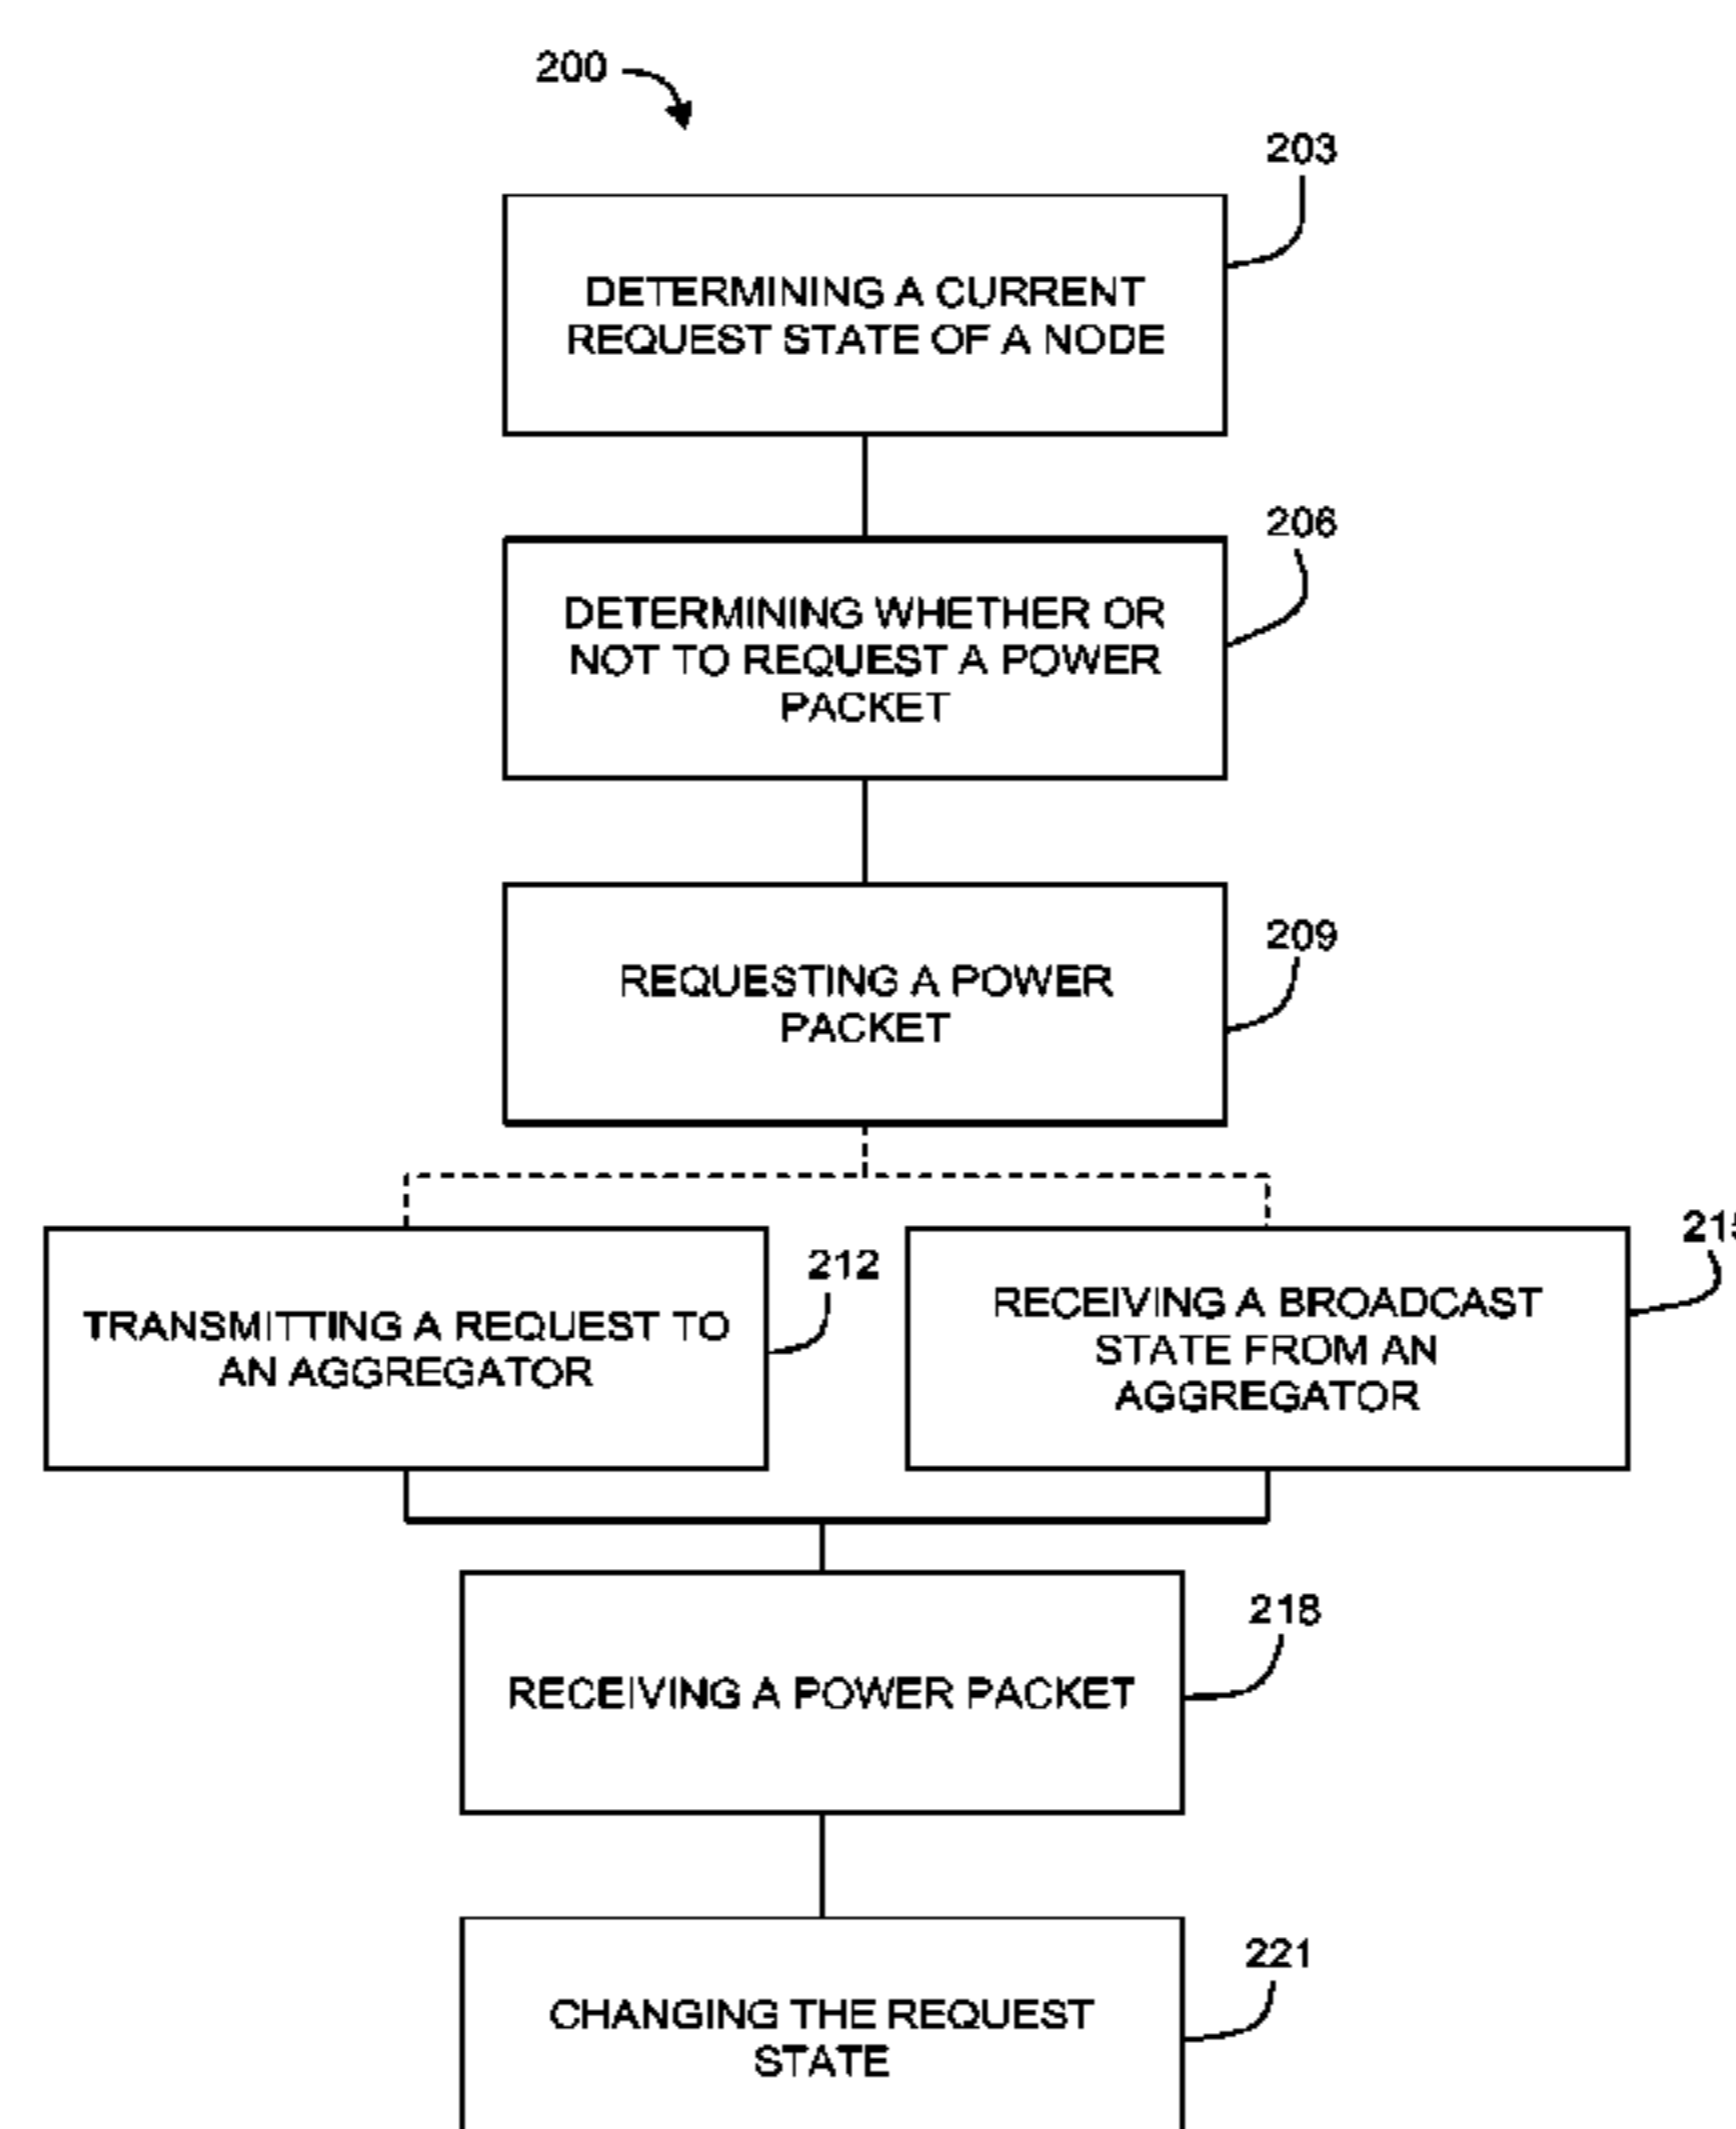 200
203
DETERMINING A CURRENT
REQUEST STATE OF A NODE
206
DETERMINING WHETHER OR
NOT TO REQUEST A POWER
PACKET
209
REQUESTING A POWER
PACKET
212
TRANSMITTING A REQUEST TO
AN AGGREGATOR
RECEIVING A BROADCAST
STATE FROM AN
AGGREGATOR
218
RECEIVING A POWER PACKET
221
CHANGING THE REQUEST
STATE